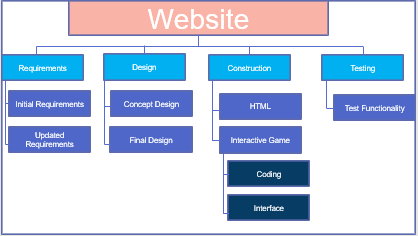 Website
Requirements
Design
Construction
Testing
Initial Requirements
Concept Design
HTML
Test Functionality
Updated
Requirements
Final Design
Interactive Game
Coding
Interface